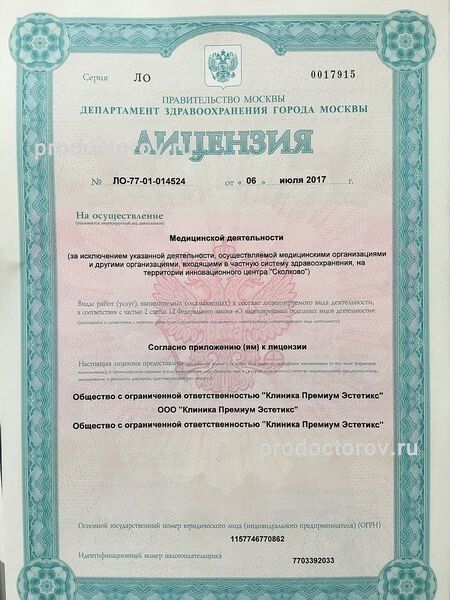 Серия ЛО 0017915
ПРАВИТЕЛЬСТВО МОСКВЫ
ДЕПАРТАМЕНТ ЗДРАВООХРАНЕНИЯ ГОРОДА МОСКВЫ
ЛИЦЕНЗИЯ
prodoctorov.ru
№ ЛО-77-01-014524 от « 06 » июля 2017 г.
На осуществление
(указывается лицензируемый вид деятельности)
Медицинской деятельности
(за исключением указанной деятельности, осуществляемой медицинскими организациями
и другими организациями, входящими в частную систему здравоохранения, на
территории инновационного центра "Сколково")
Виды работ (услуг), выполняемых (оказываемых) в составе лицензируемого вида деятельности,
в соответствии с частью 2 статьи 12 Федерального закона «О лицензировании отдельных видов деятельности»:
Согласно приложению (ям) к лицензии
Настоящая лицензия предоставлена
Общество с ограниченной ответственностью "Клиника Премиум Эстетикс"
ООО "Клиника Премиум Эстетикс"
Общество с ограниченной ответственностью "Клиника Премиум Эстетикс"
prodoctorov.ru
Основной государственный номер юридического лица (индивидуального предпринимателя) (ОГРН)
1157746770862
Идентификационный номер налогоплательщика 7703392033